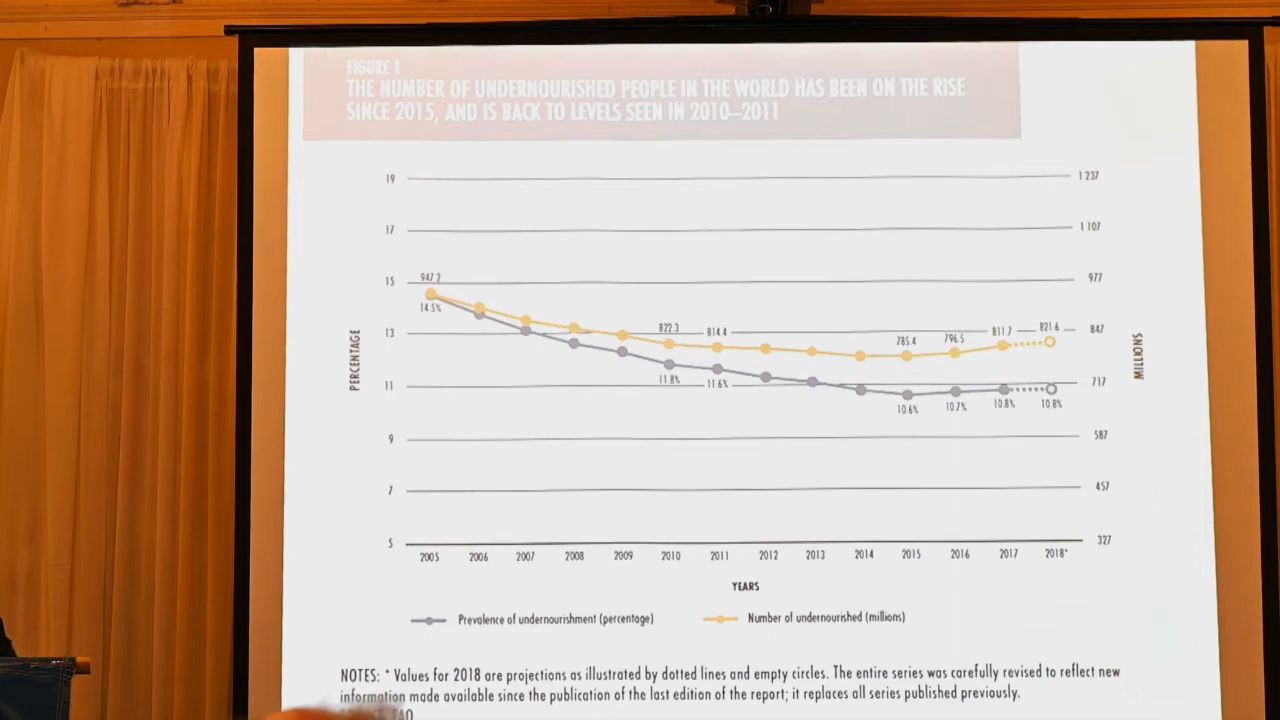 FIGURE 1
THE NUMBER OF UNDERNOURISHED PEOPLE IN THE WORLD HAS BEEN ON THE RISE
SINCE 2015, AND IS BACK TO LEVELS SEEN IN 2010–2011
19
1 237
17
1 107
15
947.2
977
14.5%
13
822.3
814.4
785.4
796.5
811.7
821.6
847
PERCENTAGE
MILLIONS
11
11.8%
11.6%
717
10.6%
10.7%
10.8%
10.8%
9
587
7
457
5
327
2005 2006 2007 2008 2009 2010 2011 2012 2013 2014 2015 2016 2017 2018*
YEARS
Prevalence of undernourishment (percentage)
Number of undernourished (millions)
NOTES: * Values for 2018 are projections as illustrated by dotted lines and empty circles. The entire series was carefully revised to reflect new
information made available since the publication of the last edition of the report; it replaces all series published previously.
FAO